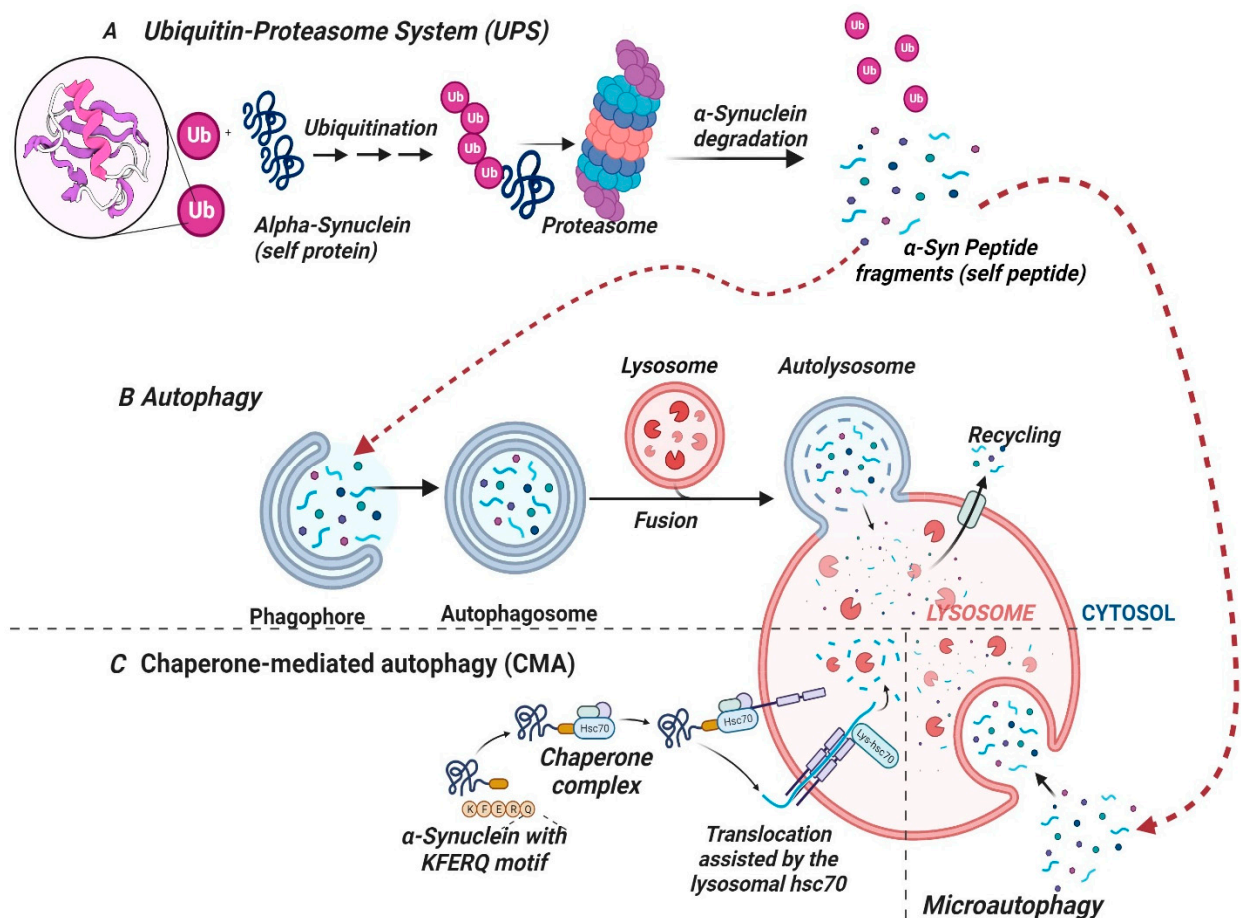 A Ubiquitin-Proteasome System (UPS)
Ub
Ub
Ub
Ub
Ub
Ub
+
Ubiquitination
Ub
Ub
Ub
Ub
α-Synuclein
degradation
Alpha-Synuclein
(self protein)
Proteasome
α-Syn Peptide
fragments (self peptide)
B Autophagy
Lysosome
Autolysosome
Recycling
Fusion
Phagophore
Autophagosome
LYSOSOME
CYTOSOL
C Chaperone-mediated autophagy (CMA)
Hsc70
Hsc70
Chaperone
complex
Lys-hsc70
K F E R Q
α-Synuclein with
KFERQ motif
Translocation
assisted by the
lysosomal hsc70
Microautophagy